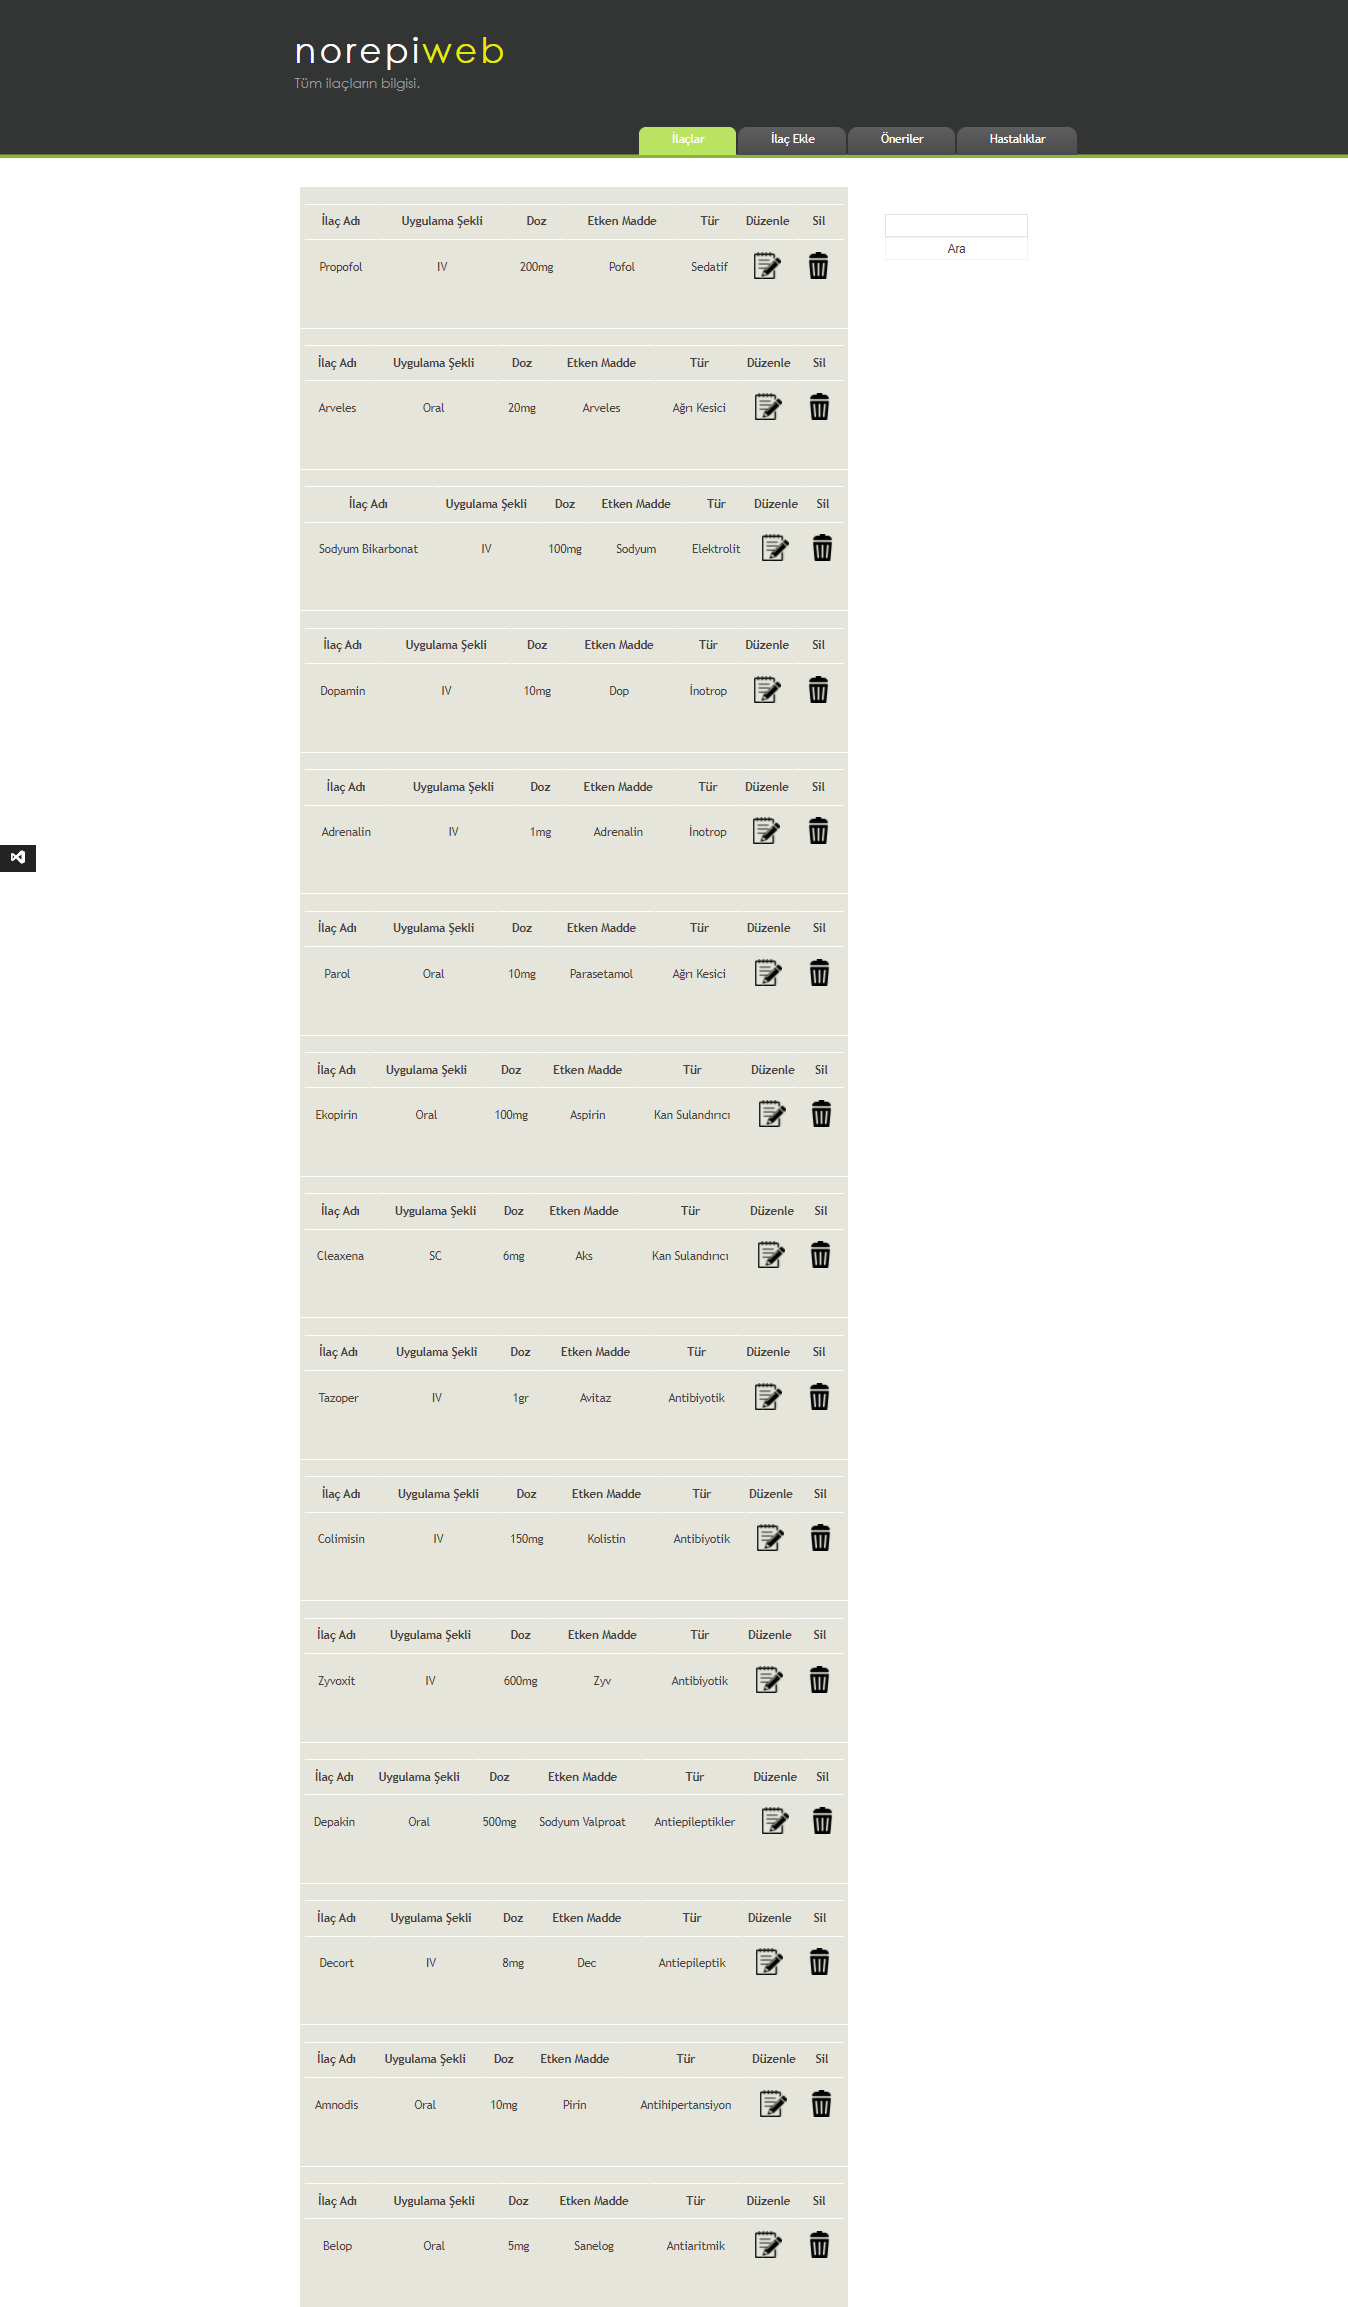 norepiweb
Tüm ilaçların bilgisi.
İlaçlar İlaç Ekle Öneriler Hastalıklar
İlaç Adı Uygulama Şekli Doz Etken Madde Tür Düzenle Sil
Propofol IV 200mg Pofol Sedatif
Ara
İlaç Adı Uygulama Şekli Doz Etken Madde Tür Düzenle Sil
Arveles Oral 20mg Arveles Ağrı Kesici
İlaç Adı Uygulama Şekli Doz Etken Madde Tür Düzenle Sil
Sodyum Bikarbonat IV 100mg Sodyum Elektrolit
İlaç Adı Uygulama Şekli Doz Etken Madde Tür Düzenle Sil
Dopamin IV 10mg Dop İnotrop
İlaç Adı Uygulama Şekli Doz Etken Madde Tür Düzenle Sil
Adrenalin IV 1mg Adrenalin İnotrop
İlaç Adı Uygulama Şekli Doz Etken Madde Tür Düzenle Sil
Parol Oral 10mg Parasetamol Ağrı Kesici
İlaç Adı Uygulama Şekli Doz Etken Madde Tür Düzenle Sil
Ekopirin Oral 100mg Aspirin Kan Sulandırıcı
İlaç Adı Uygulama Şekli Doz Etken Madde Tür Düzenle Sil
Cleaxena SC 6mg Aks Kan Sulandırıcı
İlaç Adı Uygulama Şekli Doz Etken Madde Tür Düzenle Sil
Tazoper IV 1gr Avitaz Antibiyotik
İlaç Adı Uygulama Şekli Doz Etken Madde Tür Düzenle Sil
Colimisin IV 150mg Kolistin Antibiyotik
İlaç Adı Uygulama Şekli Doz Etken Madde Tür Düzenle Sil
Zyvoxit IV 600mg Zyv Antibiyotik
İlaç Adı Uygulama Şekli Doz Etken Madde Tür Düzenle Sil
Depakin Oral 500mg Sodyum Valproat Antiepileptikler
İlaç Adı Uygulama Şekli Doz Etken Madde Tür Düzenle Sil
Decort IV 8mg Dec Antiepileptik
İlaç Adı Uygulama Şekli Doz Etken Madde Tür Düzenle Sil
Amnodis Oral 10mg Pirin Antihipertansiyon
İlaç Adı Uygulama Şekli Doz Etken Madde Tür Düzenle Sil
Belop Oral 5mg Sanelog Antiaritmik